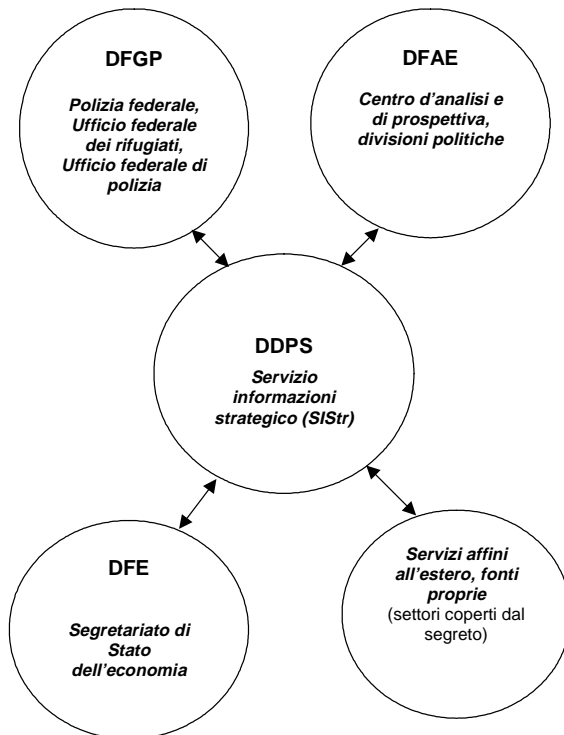 DFGP
Polizia federale,
Ufficio federale
dei rifugiati,
Ufficio federale di
polizia
DFAE
Centro d'analisi e
di prospettiva,
divisioni politiche
DDPS
Servizio
informazioni
strategico (SIStr)
DFE
Segretariato di
Stato
dell'economia
Servizi affini
all'estero, fonti
proprie
(settori coperti dal
segreto)